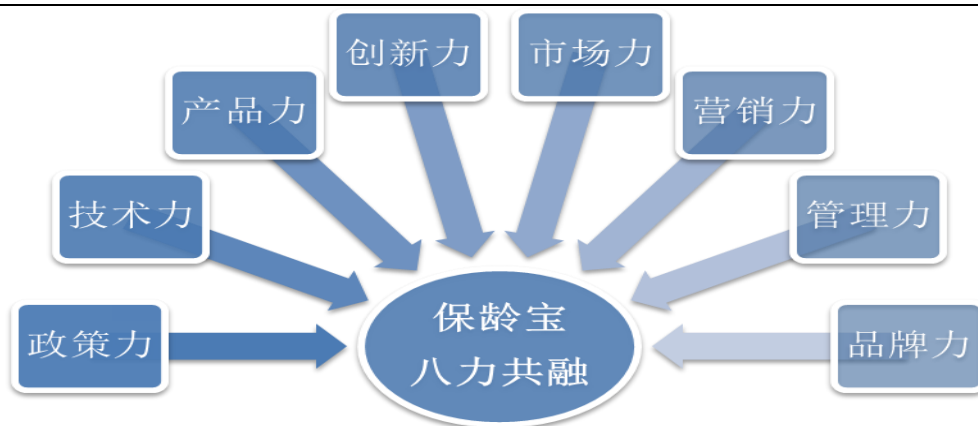 政策力
技术力
产品力
创新力
市场力
营销力
管理力
品牌力
保龄宝
八力共融